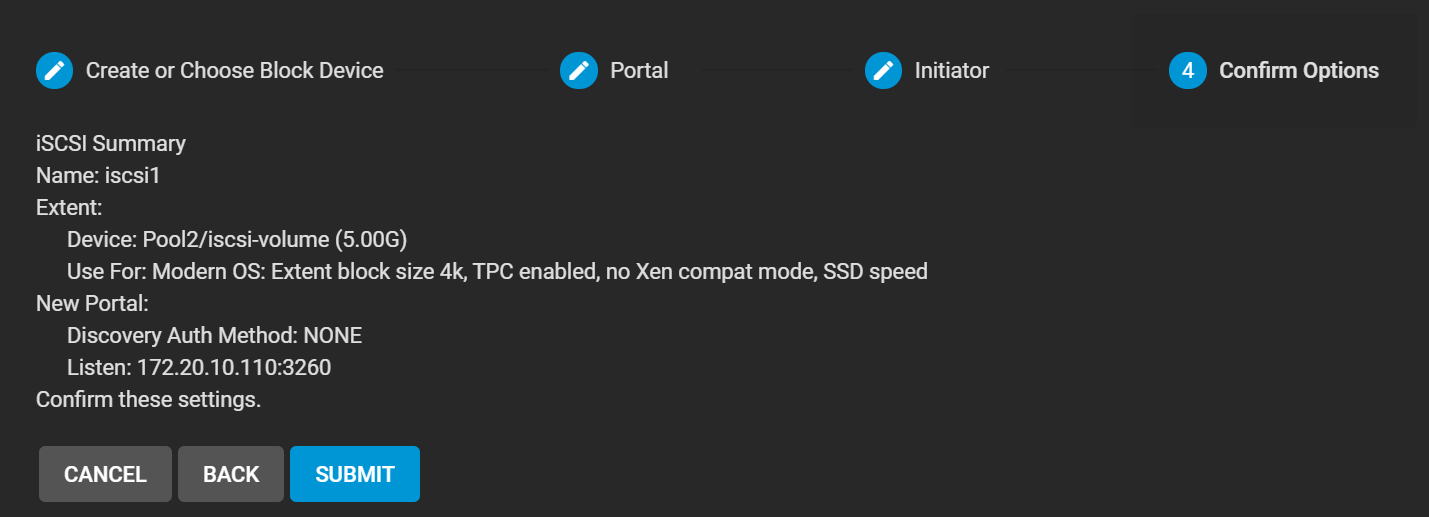 Create or Choose Block Device Portal Initiator 4 Confirm Options
iSCSI Summary
Name: iscsi1
Extent:
Device: Pool2/iscsi-volume (5.00G)
Use For: Modern OS: Extent block size 4k, TPC enabled, no Xen compat mode, SSD speed
New Portal:
Discovery Auth Method: NONE
Listen: 172.20.10.110:3260
Confirm these settings.
CANCEL BACK SUBMIT